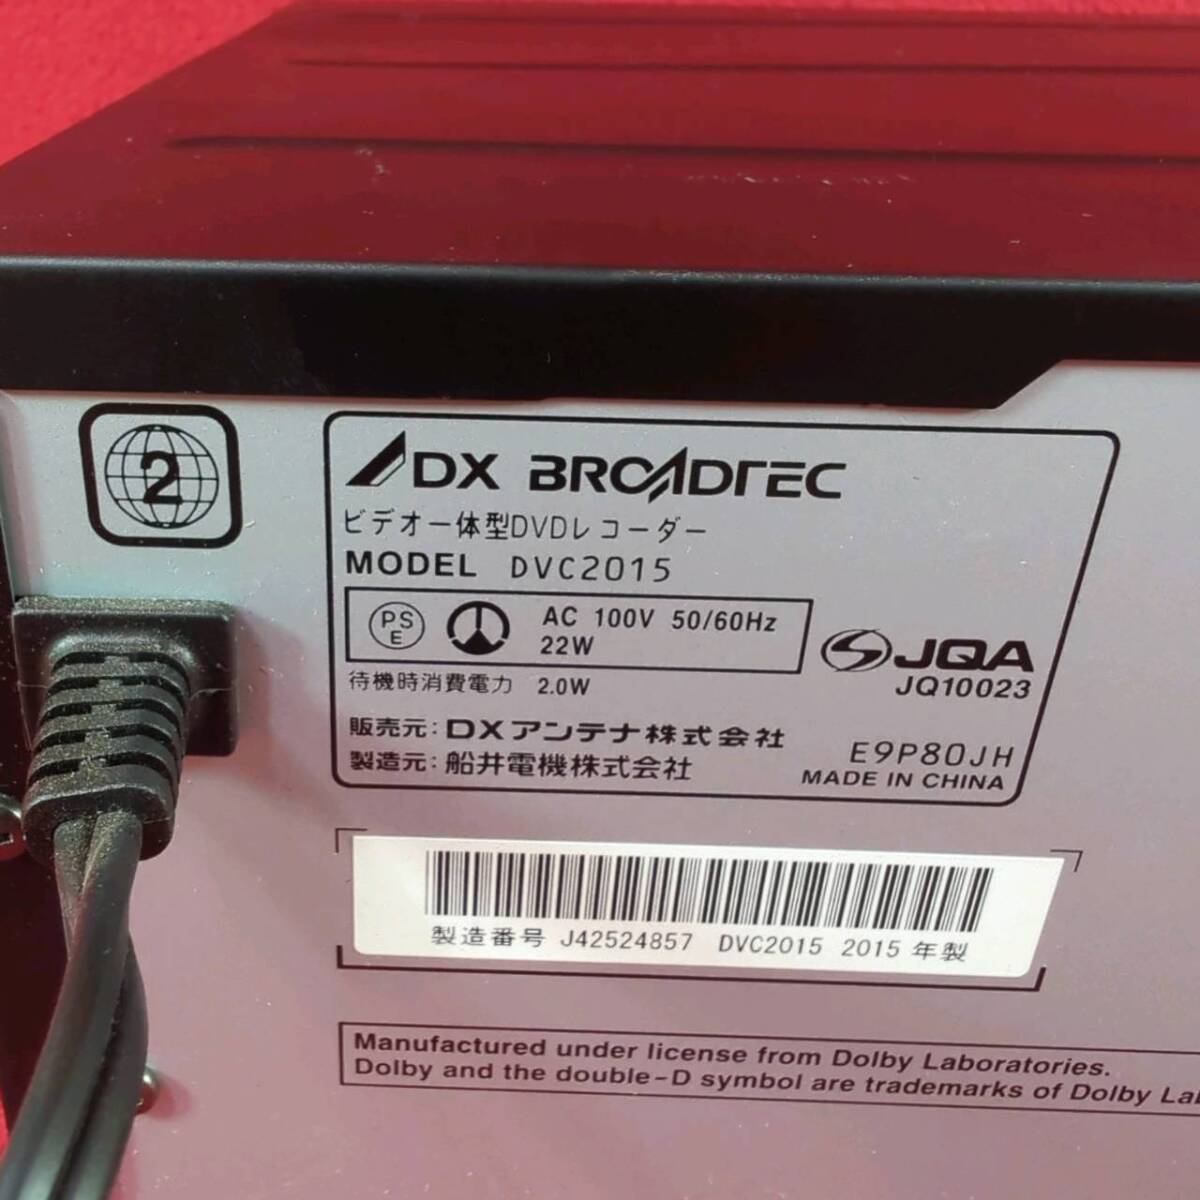 2
DX BROADTEC
ビデオ一体型DVDレコーダー
MODEL DVC2015
PS
E
AC 100V 50/60Hz
22W
待機時消費電力 2.0W
JQA
JQ10023
販売元: DXアンテナ株式会社
製造元: 船井電機株式会社
E9P80JH
MADE IN CHINA
製造番号 J42524857 DVC2015 2015 年製
Manufactured under license from Dolby Laboratories.
Dolby and the double-D symbol are trademarks of Dolby